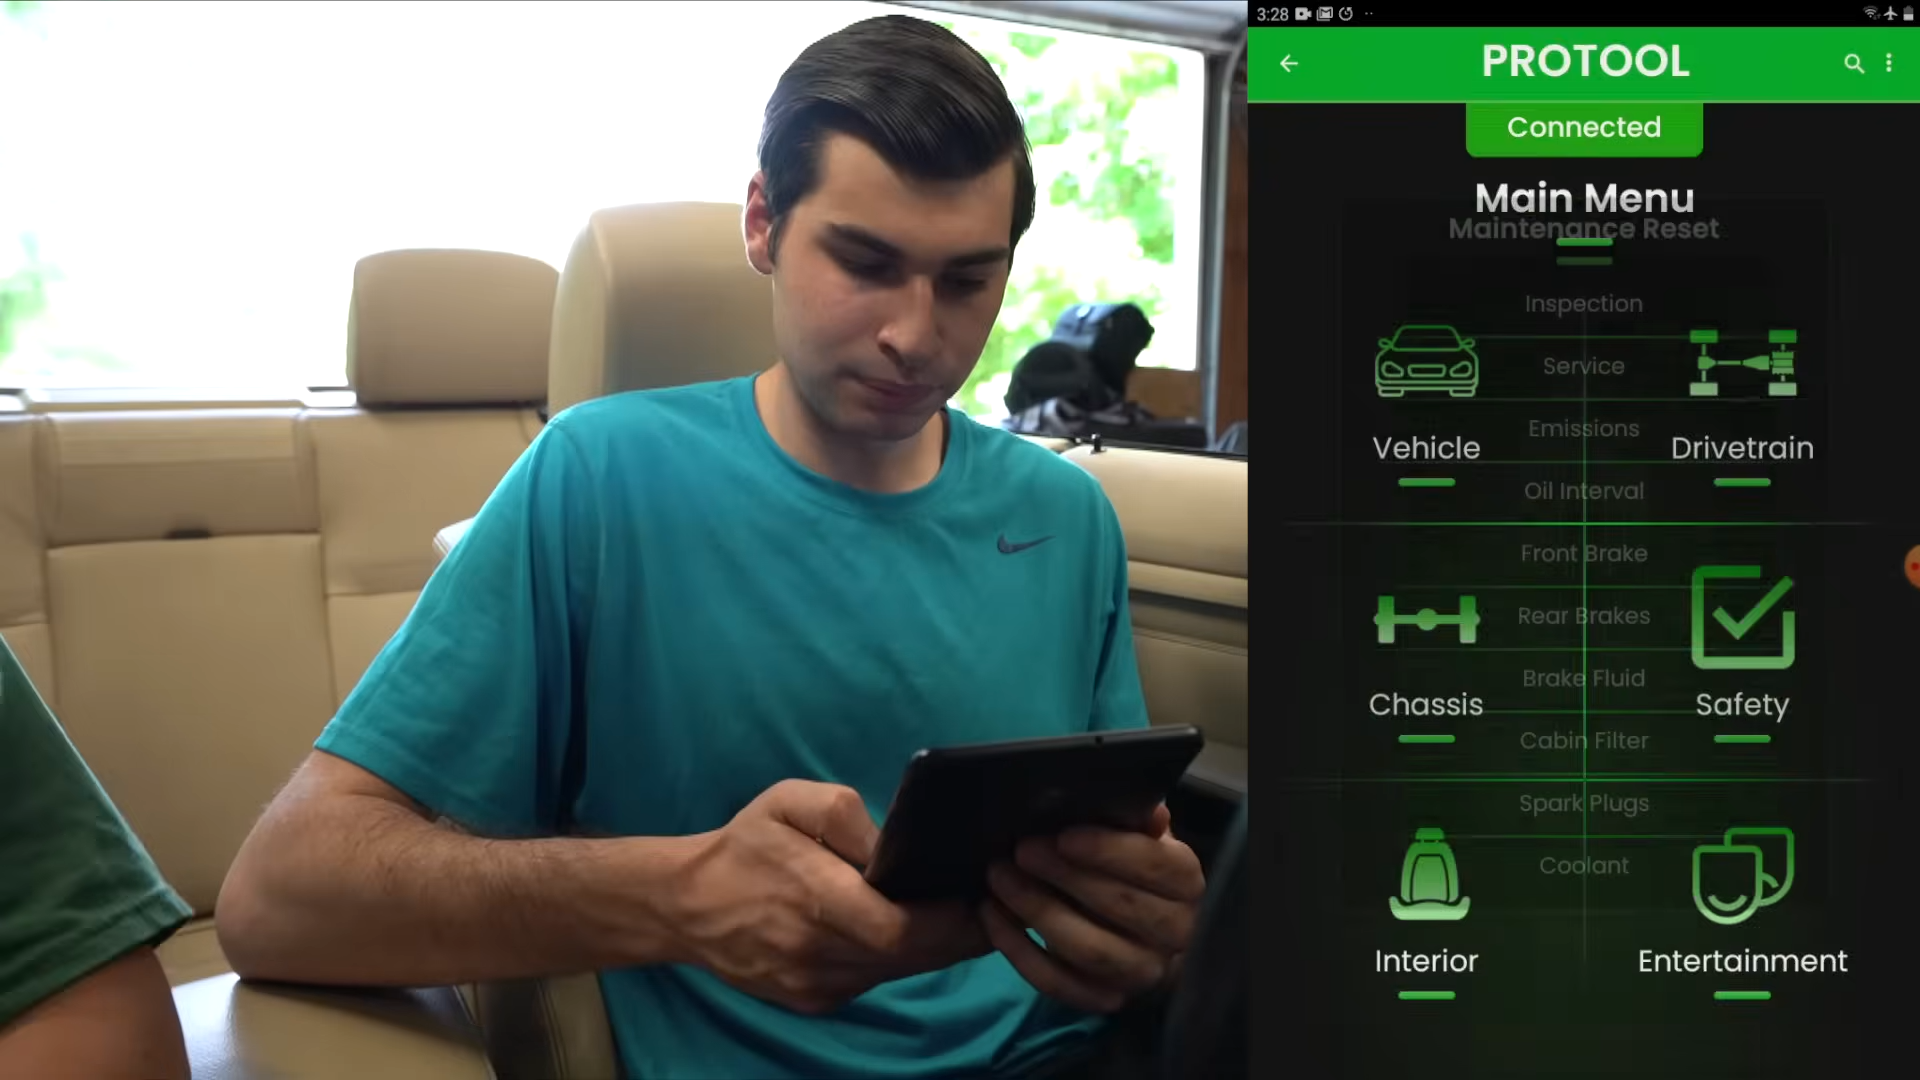 3:28
PROTOOL
Connected
Main Menu
Maintenance Reset
Inspection
Service
Vehicle
Drivetrain
Emissions
Oil Interval
Front Brake
Rear Brakes
Brake Fluid
Chassis
Safety
Cabin Filter
Spark Plugs
Coolant
Interior
Entertainment